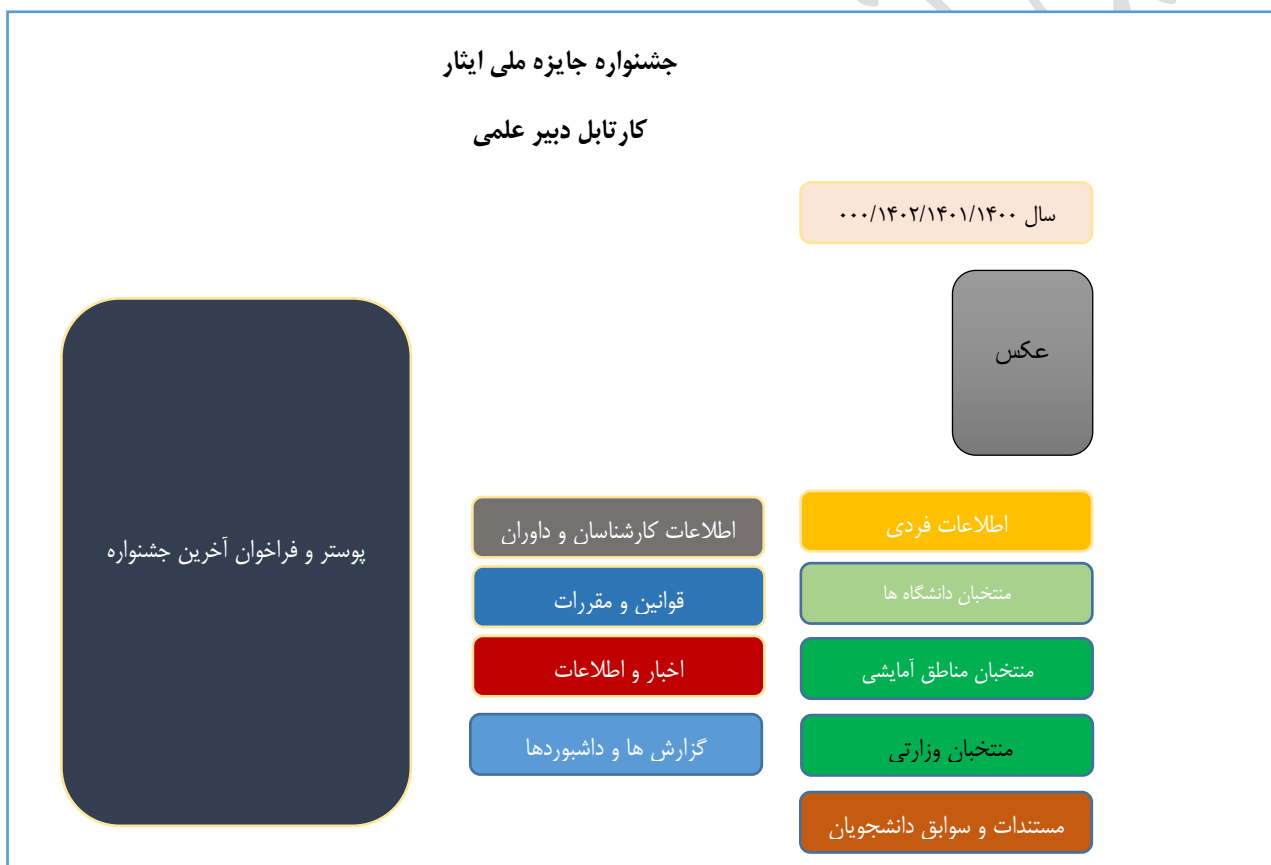 جشنواره جایزه ملی ایثار
کارتابل دبیر علمی
سال ۱۴۰۰/۱۴۰۱/۱۴۰۲/۰۰۰
عکس
اطلاعات فردی
منتخبان دانشگاه ها
منتخبان مناطق آمایشی
منتخبان وزارتی
مستندات و سوابق دانشجویان
اطلاعات کارشناسان و داوران
قوانین و مقررات
اخبار و اطلاعات
گزارش ها و داشبوردها
پوستر و فراخوان آخرین جشنواره